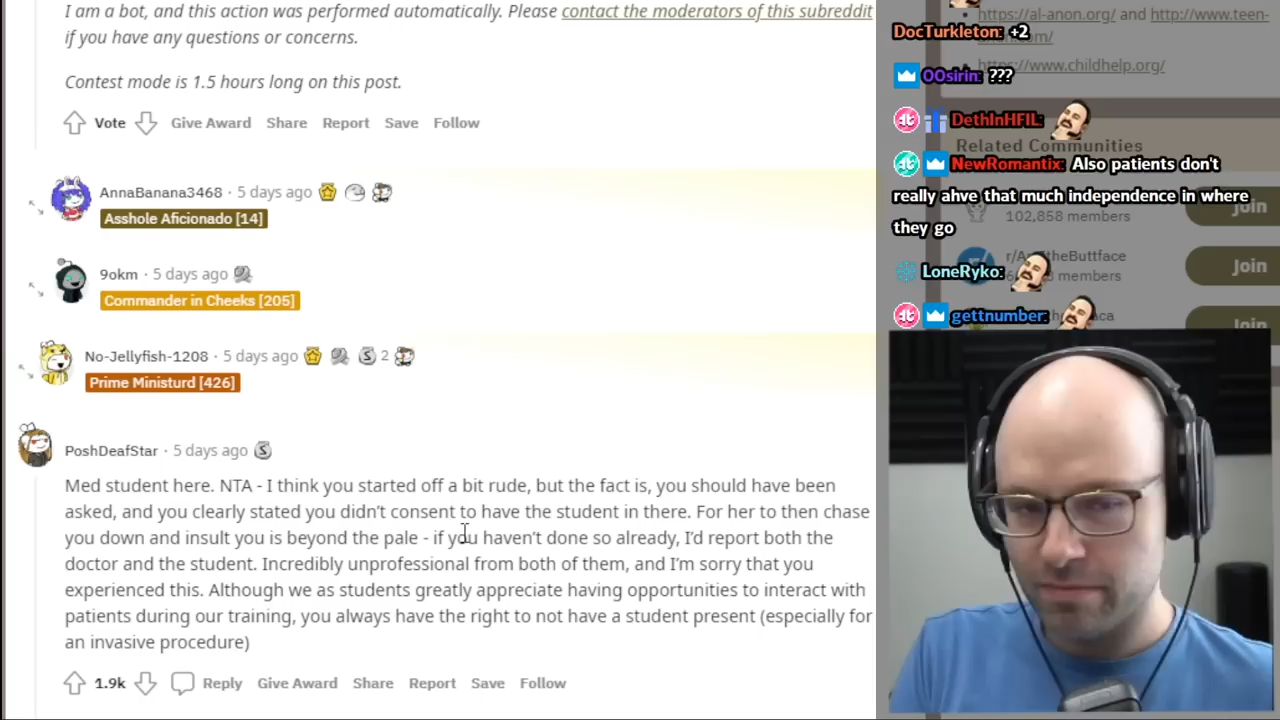 I am a bot, and this action was performed automatically. Please contact the moderators of this subreddit
if you have any questions or concerns.
Contest mode is 1.5 hours long on this post.
Vote Give Award Share Report Save Follow
AnnaBanana3468 · 5 days ago
Asshole Aficionado [14]
9okm · 5 days ago
Commander in Cheeks [205]
No-Jellyfish-1208 · 5 days ago 2
Prime Ministurd [426]
PoshDeafStar · 5 days ago
Med student here. NTA - I think you started off a bit rude, but the fact is, you should have been
asked, and you clearly stated you didn't consent to have the student in there. For her to then chase
you down and insult you is beyond the pale - if you haven't done so already, I'd report both the
doctor and the student. Incredibly unprofessional from both of them, and I'm sorry that you
experienced this. Although we as students greatly appreciate having opportunities to interact with
patients during our training, you always have the right to not have a student present (especially for
an invasive procedure)
1.9k Reply Give Award Share Report Save Follow
https://al-anon.org/ and http://www.teen-
DocTurkleton: +2
OOsirin: ???
https://www.childhelp.org/
DethInHFIL:
Related Communities
NewRomantix: Also patients don't
really ahve that much independence in where
they go
102,858 members
Join
LoneRyko:
members
Join
gettnumber:
Join